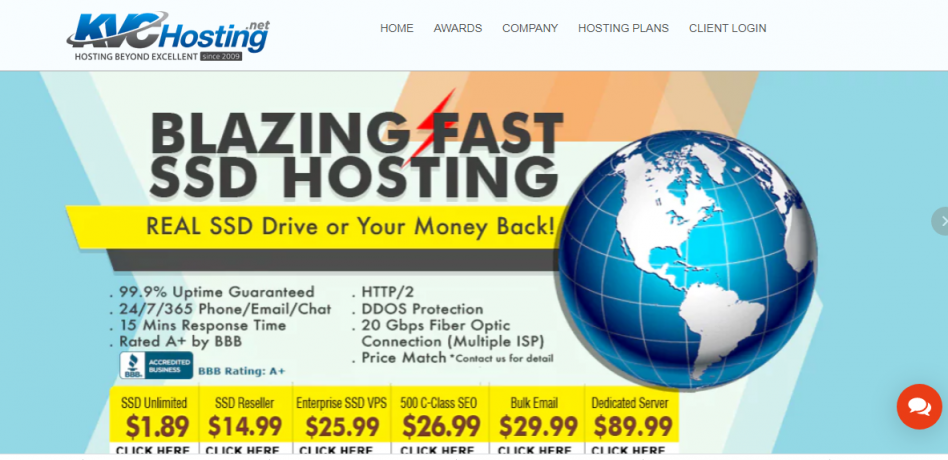 KVCHosting.net
HOSTING BEYOND EXCELLENT since 2009
HOME AWARDS COMPANY HOSTING PLANS CLIENT LOGIN
BLAZING FAST
SSD HOSTING
REAL SSD Drive or Your Money Back!
. 99.9% Uptime Guaranteed
. 24/7/365 Phone/Email/Chat
. 15 Mins Response Time
. Rated A+ by BBB
BBB. ACCREDITED
BUSINESS
BBB Rating: A+
. HTTP/2
. DDOS Protection
. 20 Gbps Fiber Optic
Connection (Multiple ISP)
. Price Match *Contact us for detail
SSD Unlimited
$1.89
CLICK HERE
SSD Reseller
$14.99
CLICK HERE
Enterprise SSD VPS
$25.99
CLICK HERE
500 C-Class SEO
$26.99
CLICK HERE
Bulk Email
$29.99
CLICK HERE
Dedicated Server
$89.99
CLICK HERE